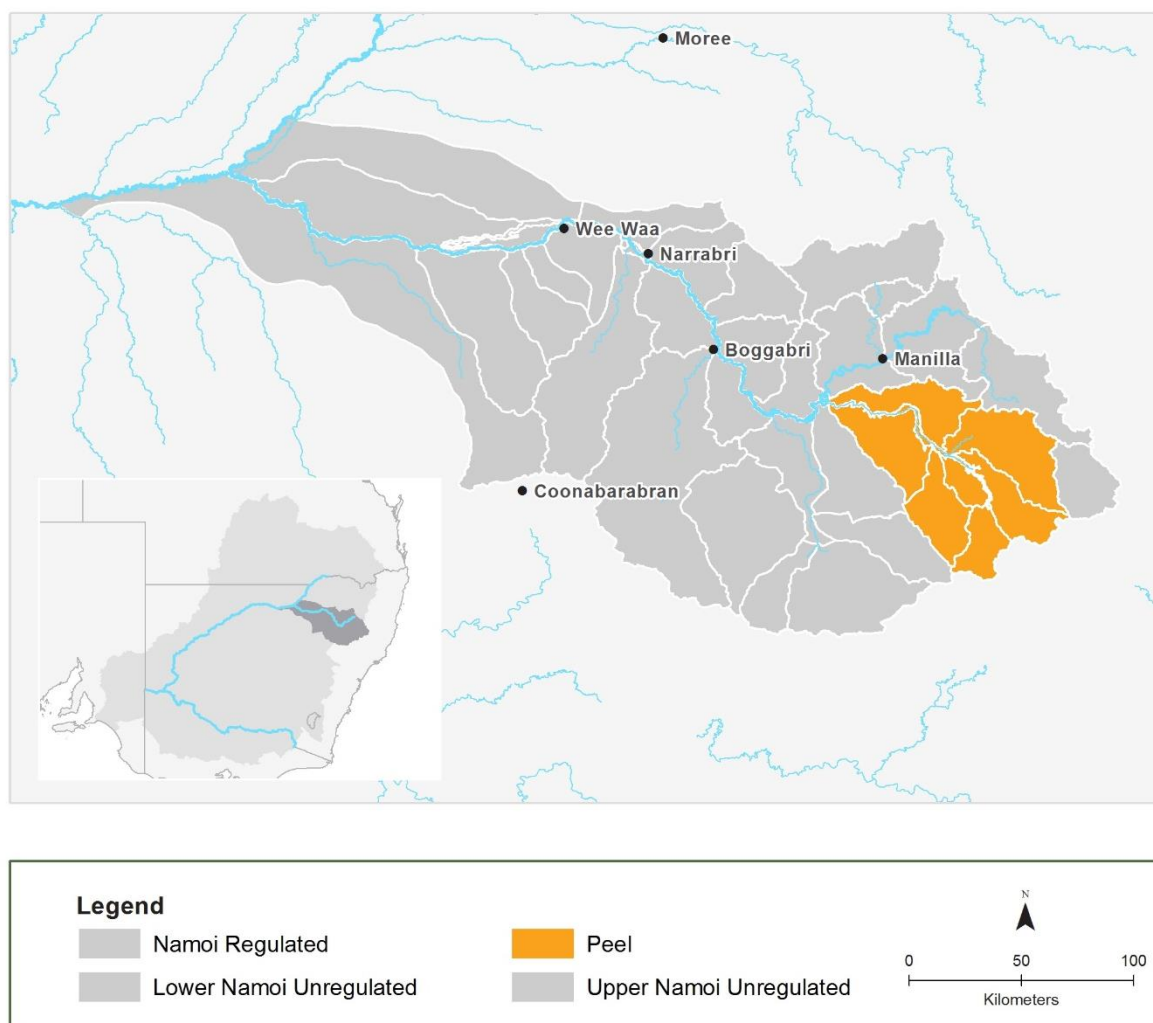 Moree
Wee Waa
Narrabri
Boggabri
Manilla
Coonabarabran
Legend
Namoi Regulated
Peel
Lower Namoi Unregulated
Upper Namoi Unregulated
N
0 50 100
Kilometers